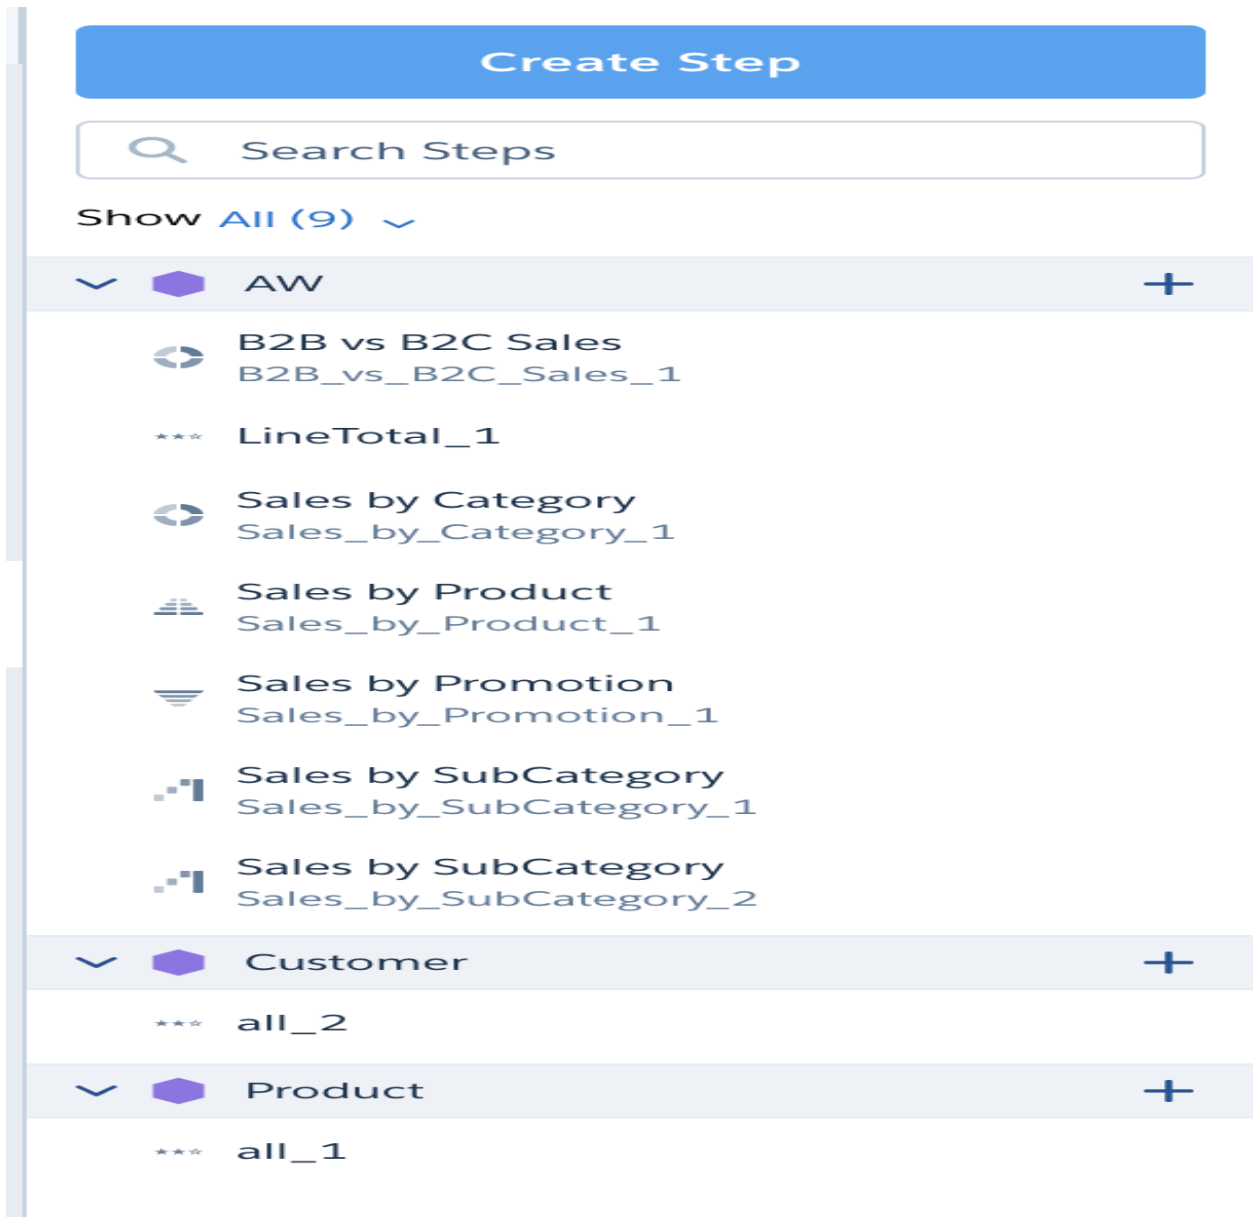 Create Step
Search Steps
Show All (9)
AW
B2B vs B2C Sales
B2B_vs_B2C_Sales_1
LineTotal_1
Sales by Category
Sales_by_Category_1
Sales by Product
Sales_by_Product_1
Sales by Promotion
Sales_by_Promotion_1
Sales by SubCategory
Sales_by_SubCategory_1
Sales by SubCategory
Sales_by_SubCategory_2
Customer
all_2
Product
all_1